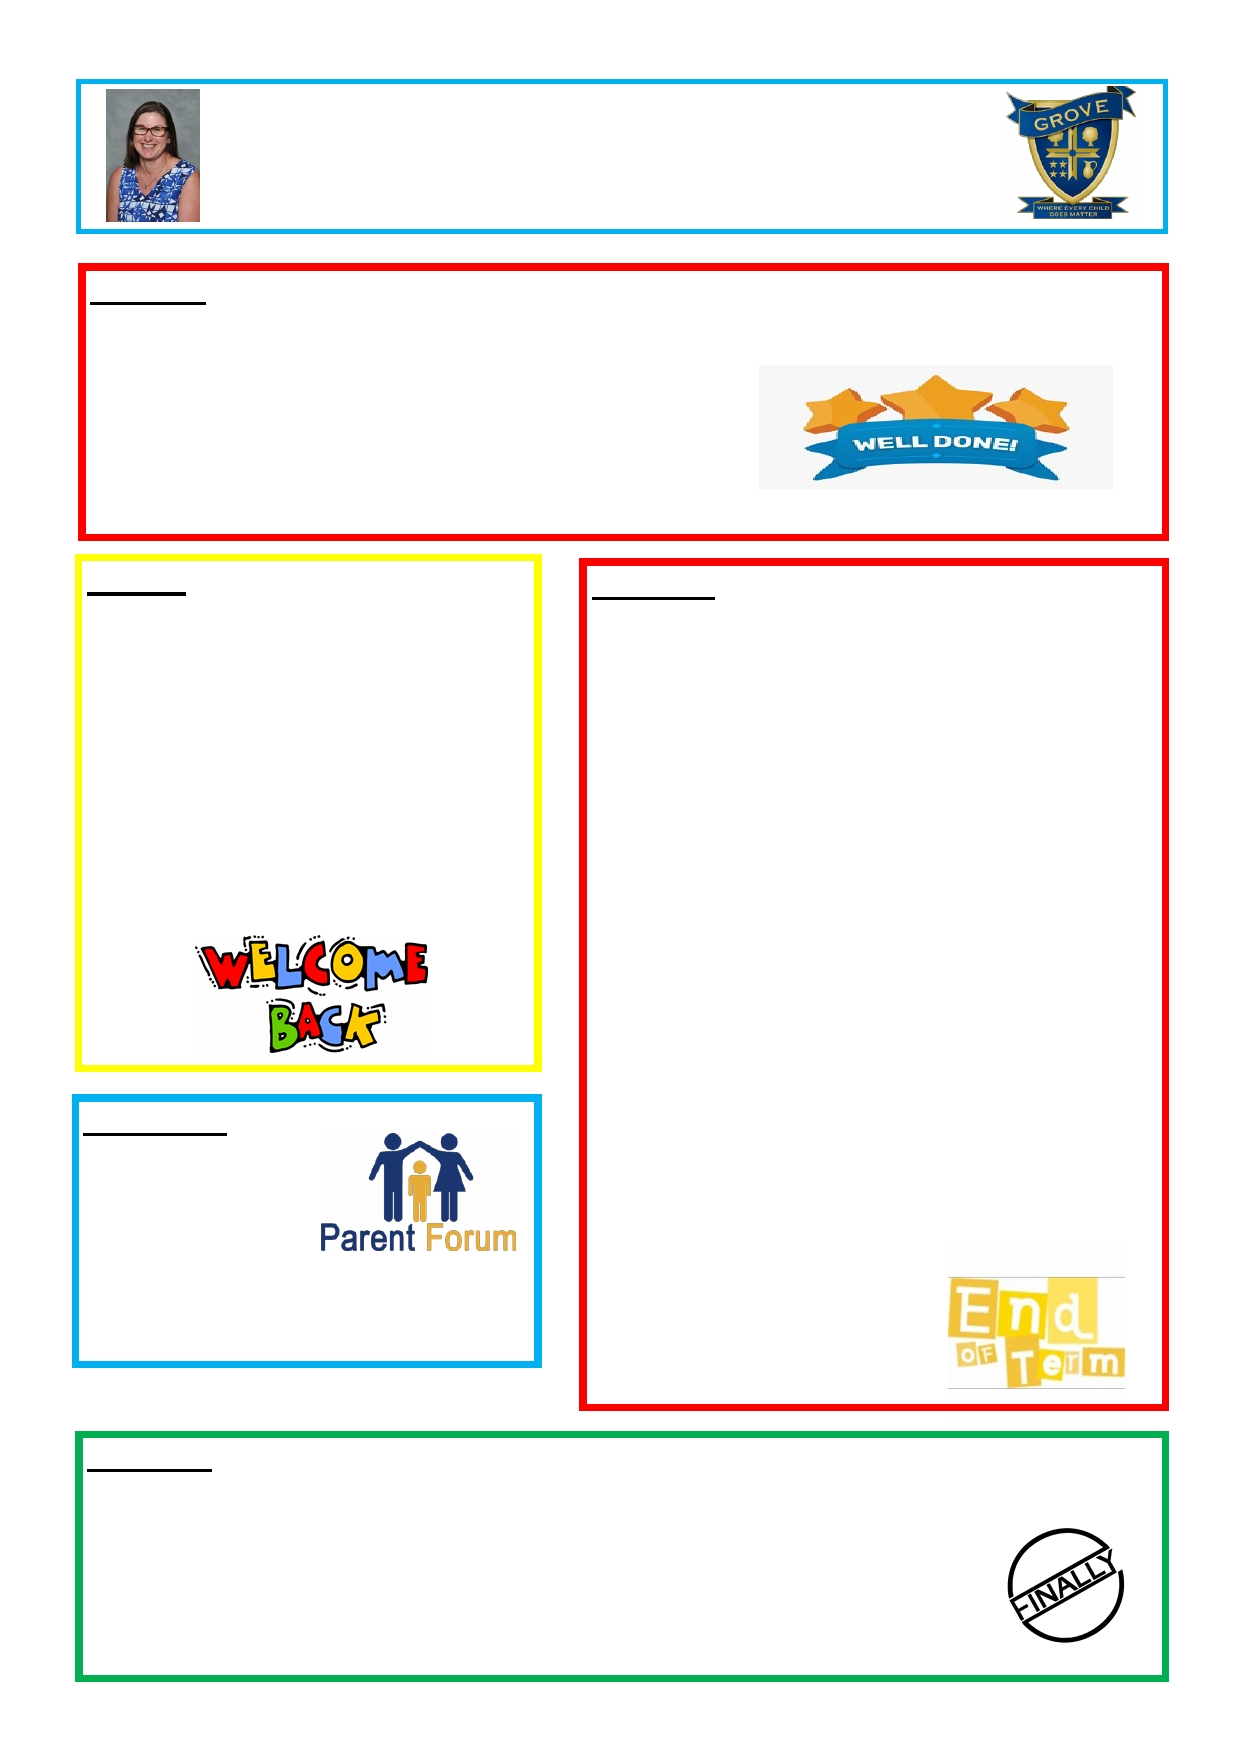 GROVE
WHERE EVERY CHILD
DOES MATTER
WELL DONE!
WELCOME
BACK
Parent Forum
End
OF Term
FINALLY